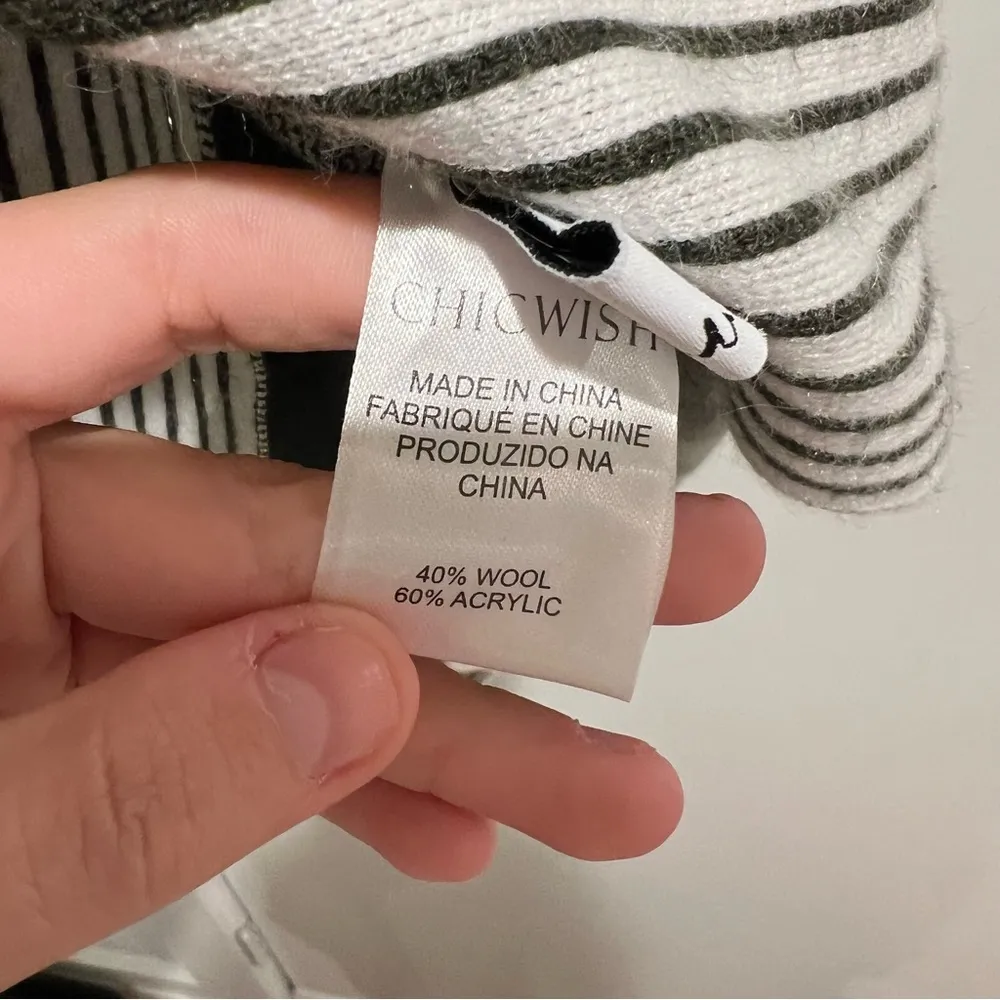 CHICWISH
MADE IN CHINA
FABRIQUÉ EN CHINE
PRODUZIDO NA
CHINA
40% WOOL
60% ACRYLIC